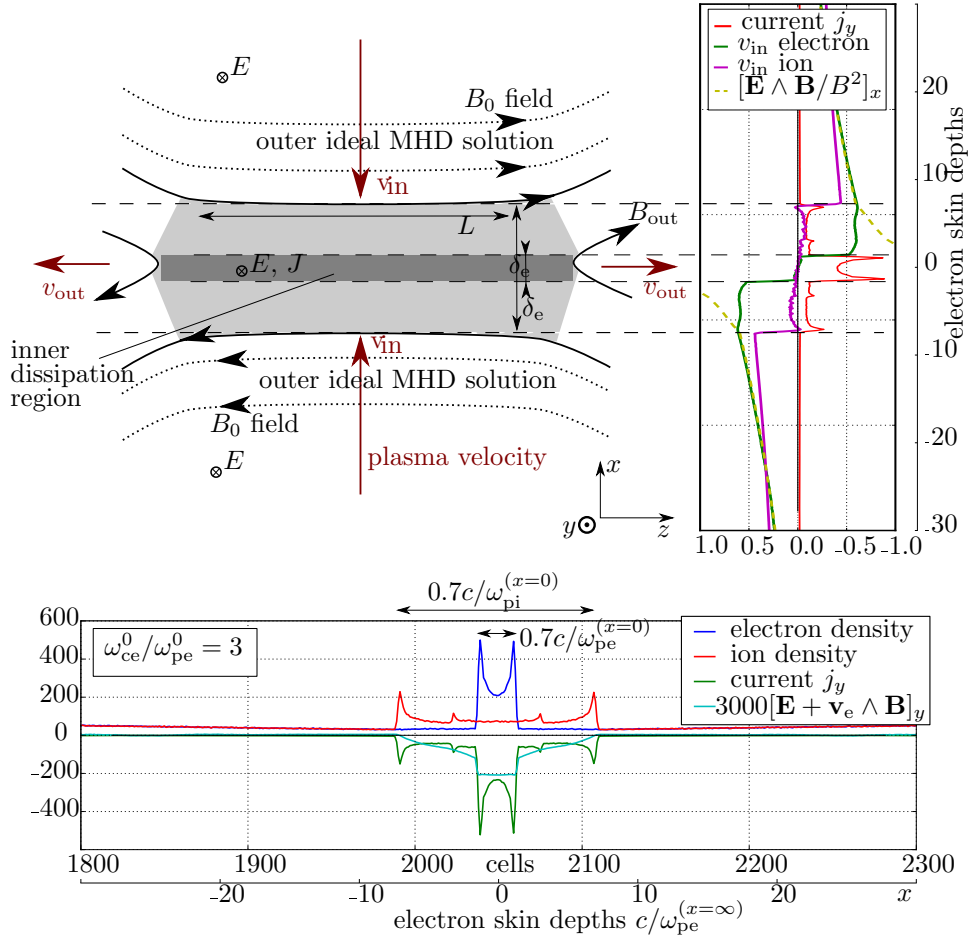 ⊗E
B₀ field
outer ideal MHD solution
vin
L
Bout
⊗E, J
δe
δe
vout
vout
inner
dissipation
region
vin
outer ideal MHD solution
B₀ field
⊗E
plasma velocity
x
y
z
current jy
vin electron
vin ion
[E ∧ B/B²]x
20
10
0
-10
-20
-30
electron skin depths
1.0 0.5 0.0 -0.5 -1.0
0.7c/ωpi^(x=0)
0.7c/ωpe^(x=0)
ω⁰ce/ω⁰pe = 3
electron density
ion density
current jy
3000[E + ve ∧ B]y
600
400
200
0
-200
-400
1800 1900 2000 cells 2100 2200 2300
-20 -10 0 10 20 x
electron skin depths c/ωpe^(x=∞)